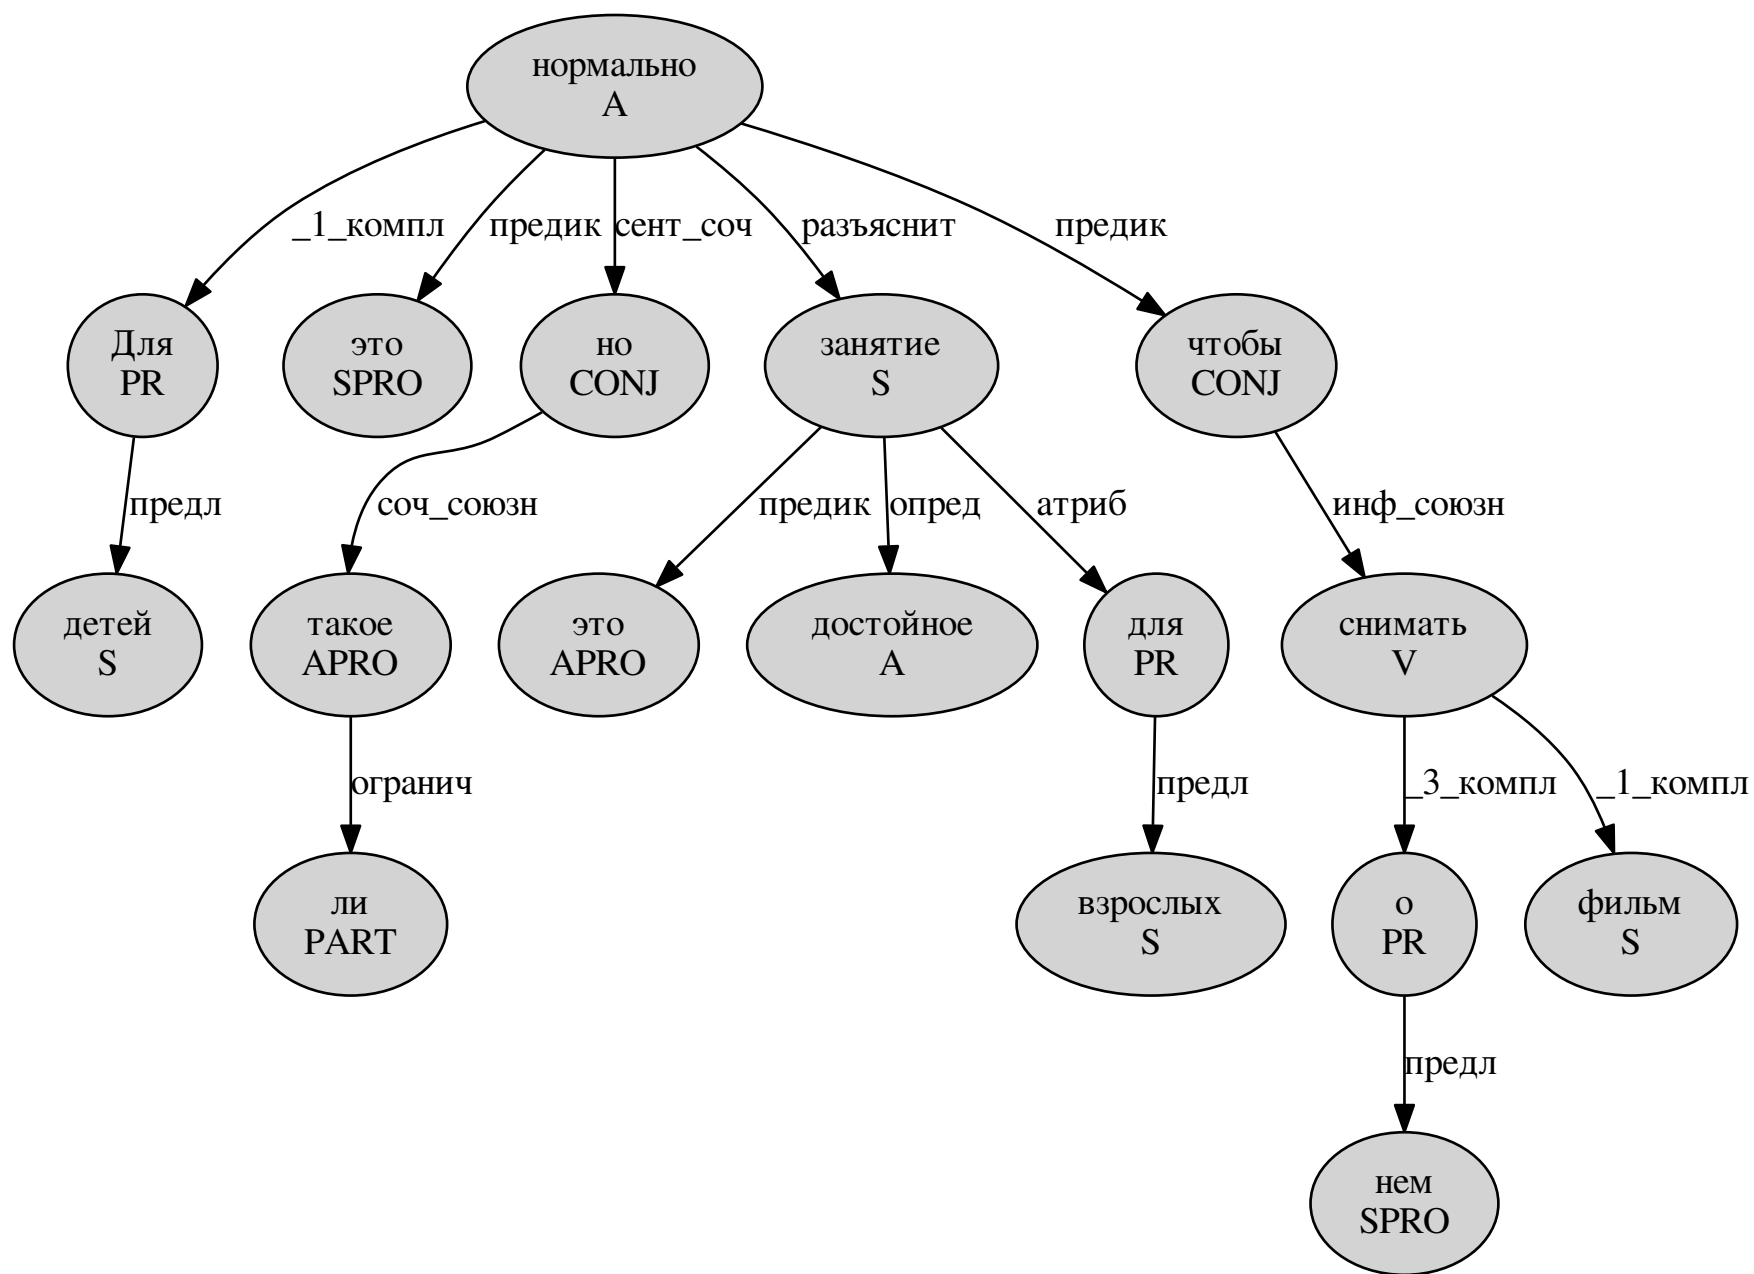 нормально
A
_1_компл
предик
сент_соч
разъяснит
предик
Для
PR
это
SPRO
но
CONJ
занятие
S
чтобы
CONJ
предл
соч_союзн
предик
опред
атриб
инф_союзн
детей
S
такое
APRO
это
APRO
достойное
A
для
PR
снимать
V
огранич
предл
_3_компл
_1_компл
ли
PART
взрослых
S
о
PR
фильм
S
предл
нем
SPRO